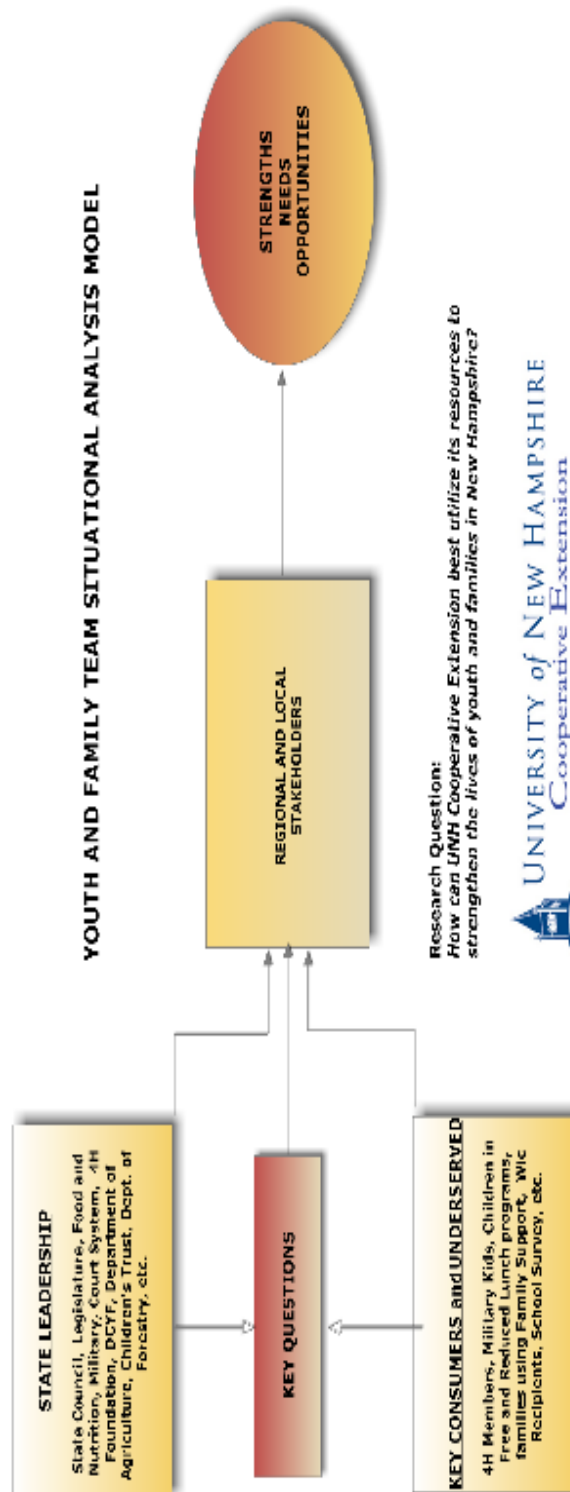 YOUTH AND FAMILY TEAM SITUATIONAL ANALYSIS MODEL
STATE LEADERSHIP
State Council, Legislature, Food and
Nutrition, Military, Court System, 4H
Foundation, DCYF, Department of
Agriculture, Children's Trust, Dept. of
Forestry, etc.
KEY QUESTIONS
KEY CONSUMERS and UNDERSERVED
4H Members, Military Kids, Children in
Free and Reduced Lunch programs,
families using Family Support, Wic
Recipients, School Survey, etc.
REGIONAL AND LOCAL
STAKEHOLDERS
STRENGTHS
NEEDS
OPPORTUNITIES
Research Question:
How can UNH Cooperative Extension best utilize its resources to
strengthen the lives of youth and families in New Hampshire?
UNIVERSITY of NEW HAMPSHIRE
Cooperative Extension